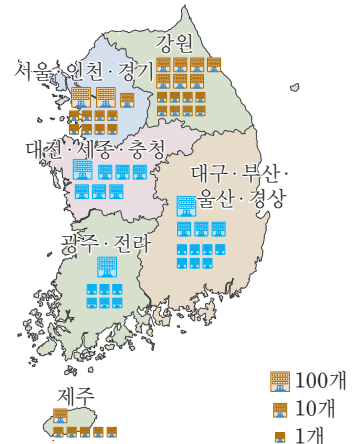 강원
서울·인천·경기
대전·세종·충청
대구·부산·
울산·경상
광주·전라
제주
100개
10개
1개